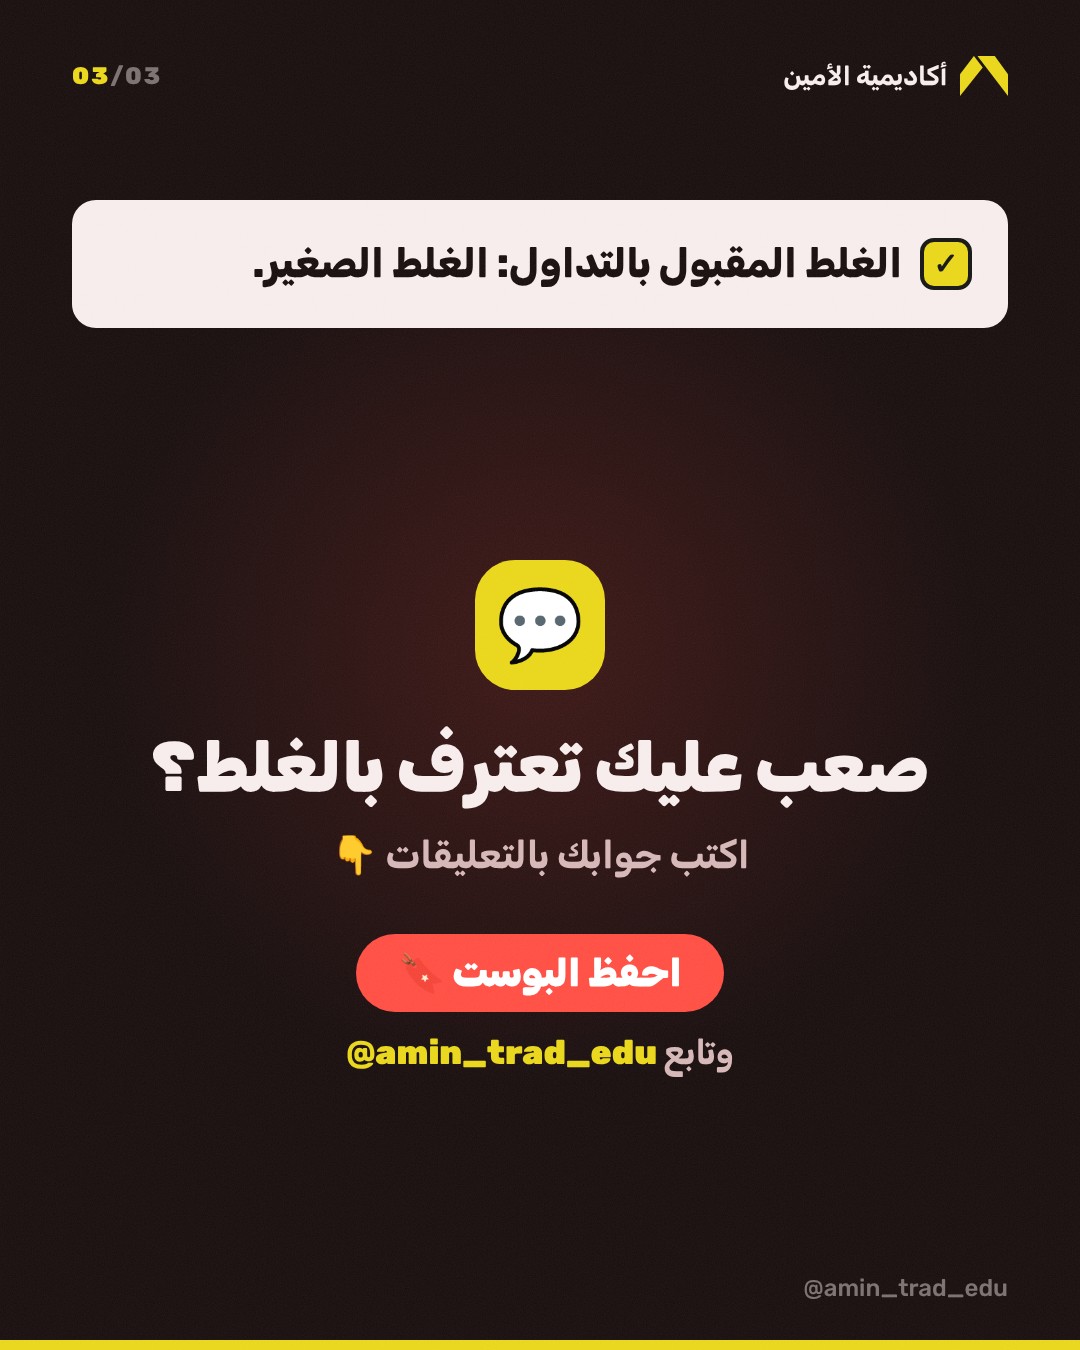 أكاديمية الأمين
03/03
✓ الغلط المقبول بالتداول: الغلط الصغير.
صعب عليك تعترف بالغلط؟
اكتب جوابك بالتعليقات 👇
احفظ البوست 🔖
وتابع @amin_trad_edu
@amin_trad_edu